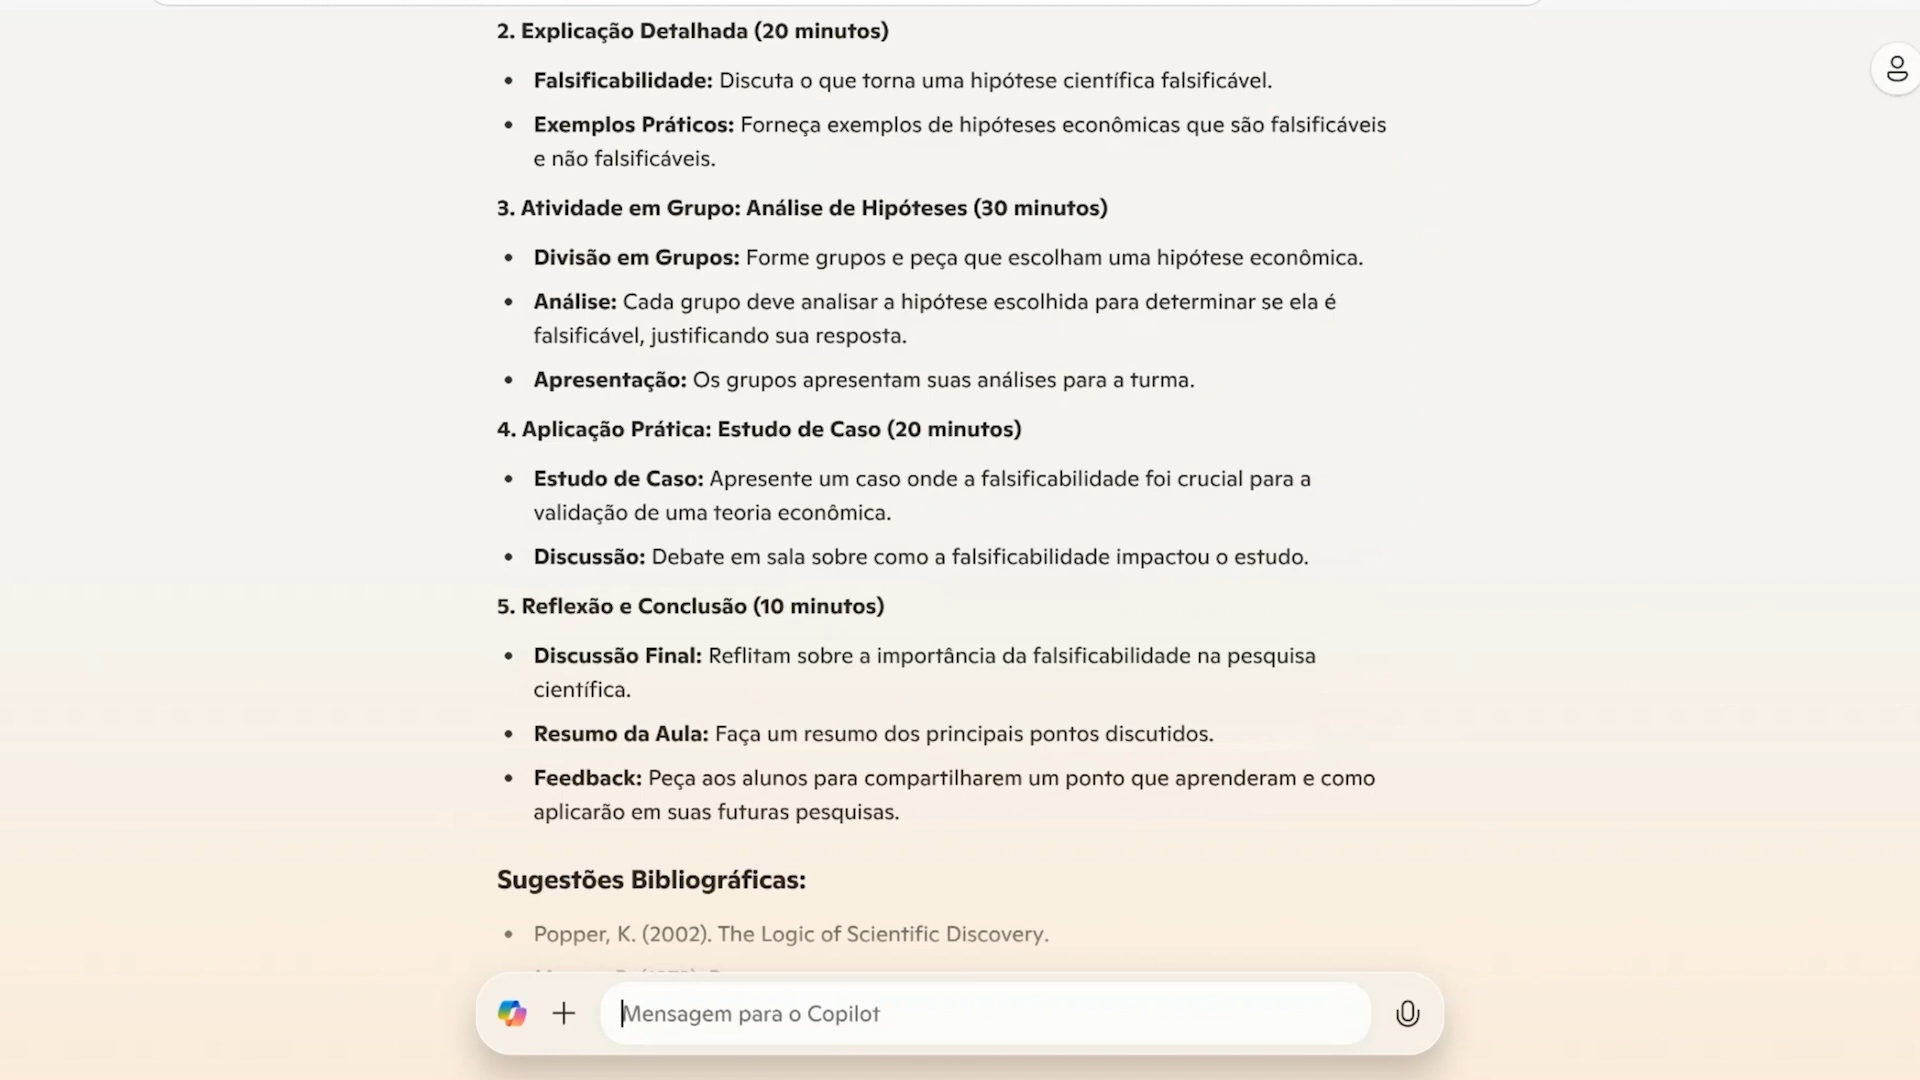 2. Explicação Detalhada (20 minutos)
• Falsificabilidade: Discuta o que torna uma hipótese científica falsificável.
• Exemplos Práticos: Forneça exemplos de hipóteses econômicas que são falsificáveis
e não falsificáveis.
3. Atividade em Grupo: Análise de Hipóteses (30 minutos)
• Divisão em Grupos: Forme grupos e peça que escolham uma hipótese econômica.
• Análise: Cada grupo deve analisar a hipótese escolhida para determinar se ela é
falsificável, justificando sua resposta.
• Apresentação: Os grupos apresentam suas análises para a turma.
4. Aplicação Prática: Estudo de Caso (20 minutos)
• Estudo de Caso: Apresente um caso onde a falsificabilidade foi crucial para a
validação de uma teoria econômica.
• Discussão: Debate em sala sobre como a falsificabilidade impactou o estudo.
5. Reflexão e Conclusão (10 minutos)
• Discussão Final: Reflitam sobre a importância da falsificabilidade na pesquisa
científica.
• Resumo da Aula: Faça um resumo dos principais pontos discutidos.
• Feedback: Peça aos alunos para compartilharem um ponto que aprenderam e como
aplicarão em suas futuras pesquisas.
Sugestões Bibliográficas:
• Popper, K. (2002). The Logic of Scientific Discovery.
Mensagem para o Copilot